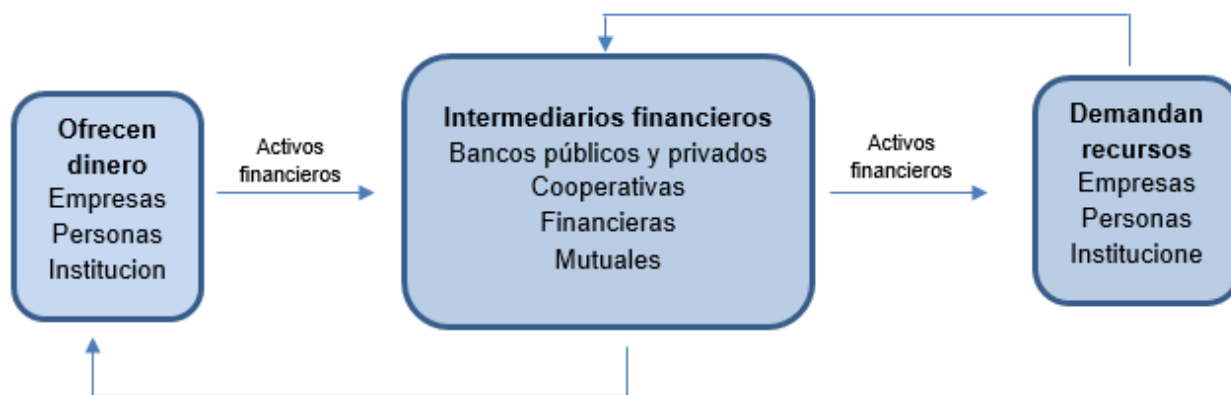 Ofrecen
dinero
Empresas
Personas
Institucion
Activos
financieros
Intermediarios financieros
Bancos públicos y privados
Cooperativas
Financieras
Mutuales
Activos
financieros
Demandan
recursos
Empresas
Personas
Institucione